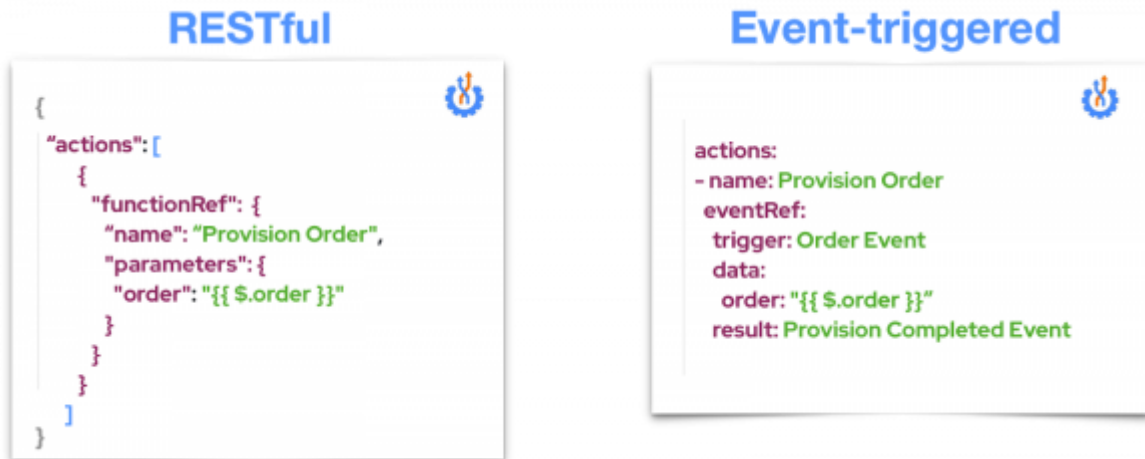 RESTful
{
“actions": [
{
"functionRef": {
“name": “Provision Order",
"parameters": {
"order": "{{ $.order }}"
}
}
}
]
}
Event-triggered
actions:
- name: Provision Order
eventRef:
trigger: Order Event
data:
order: "{{ $.order }}”
result: Provision Completed Event